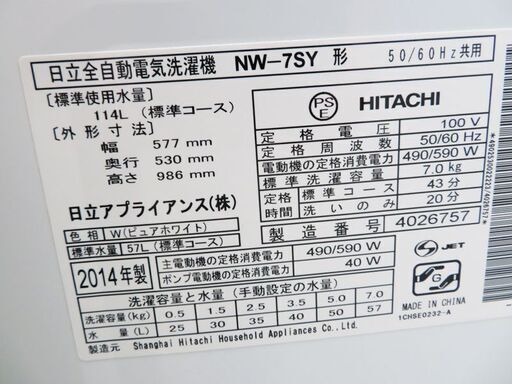 日立全自動電気洗濯機 NW-7SY 形 50/60Hz共用
[標準使用水量]
114L (標準コース)
[外形寸法]
幅 577 mm
奥行 530 mm
高さ 986 mm
日立アプライアンス(株)
PSE HITACHI
定格電圧 100 V
定格周波数 50/60 Hz
電動機の定格消費電力 490/590 W
標準洗濯容量 7.0 kg
定格時間 標準コース 43分
洗いのみ 20分
製造番号 4026757
*4902530022322/4026757*
色相 W(ピュアホワイト)
標準水量 57L (標準コース)
2014年製
主電動機の定格消費電力 490/590 W
ポンプ電動機の定格消費電力 40 W
JET
G
MADE IN CHINA
1CHSE0232-A
洗濯容量と水量 (手動設定の水量)
洗濯容量(kg) 0.5 1.5 2.5 3.5 5.0 7.0
水量(L) 25 30 35 40 50 57
製造元 Shanghai Hitachi Household Appliances Co.,Ltd.